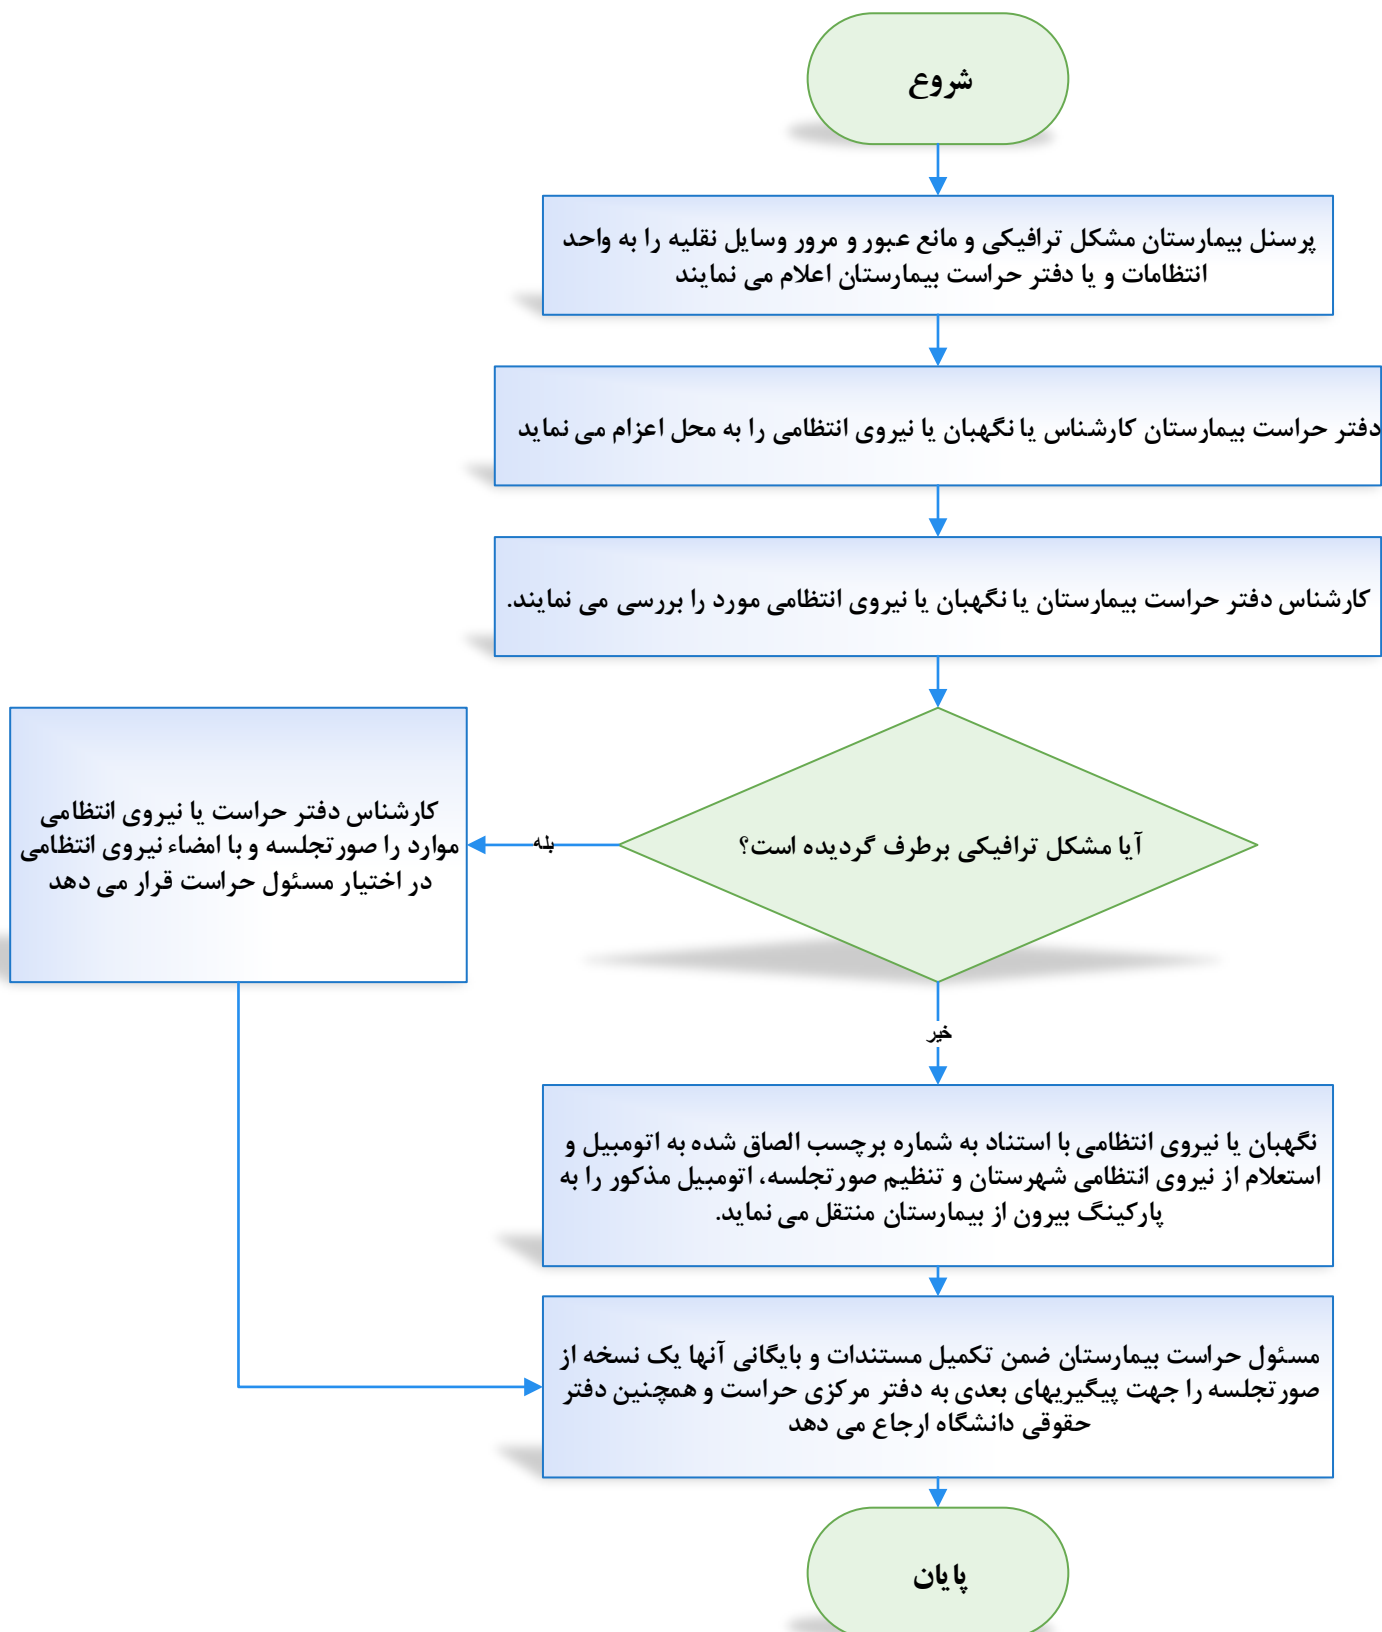 شروع
پرسنل بیمارستان مشکل ترافیکی و مانع عبور و مرور وسایل نقلیه را به واحد
انتظامات و یا دفتر حراست بیمارستان اعلام می نمایند
دفتر حراست بیمارستان کارشناس یا نگهبان یا نیروی انتظامی را به محل اعزام می نماید
کارشناس دفتر حراست بیمارستان یا نگهبان یا نیروی انتظامی مورد را بررسی می نمایند.
آیا مشکل ترافیکی برطرف گردیده است؟
بله
کارشناس دفتر حراست یا نیروی انتظامی
موارد را صورتجلسه و با امضاء نیروی انتظامی
در اختیار مسئول حراست قرار می دهد
خیر
نگهبان یا نیروی انتظامی با استناد به شماره برچسب الصاق شده به اتومبیل و
استعلام از نیروی انتظامی شهرستان و تنظیم صورتجلسه، اتومبیل مذکور را به
پارکینگ بیرون از بیمارستان منتقل می نماید.
مسئول حراست بیمارستان ضمن تکمیل مستندات و بایگانی آنها یک نسخه از
صورتجلسه را جهت پیگیریهای بعدی به دفتر مرکزی حراست و همچنین دفتر
حقوقی دانشگاه ارجاع می دهد
پایان